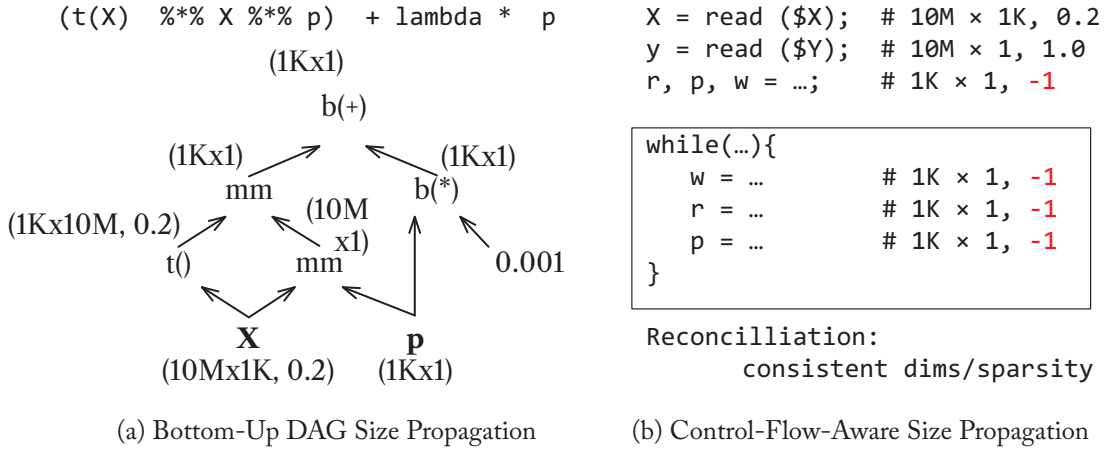 (t(X) %*% X %*% p) + lambda * p
(1Kx1)
b(+)
(1Kx1)
(1Kx1)
mm
b(*)
(1Kx10M, 0.2)
(10M
x1)
t()
mm
0.001
X
p
(10Mx1K, 0.2)
(1Kx1)
(a) Bottom-Up DAG Size Propagation
X = read ($X); # 10M × 1K, 0.2
y = read ($Y); # 10M × 1, 1.0
r, p, w = …; # 1K × 1, -1
while(…){
w = … # 1K × 1, -1
r = … # 1K × 1, -1
p = … # 1K × 1, -1
}
Reconcilliation:
consistent dims/sparsity
(b) Control-Flow-Aware Size Propagation